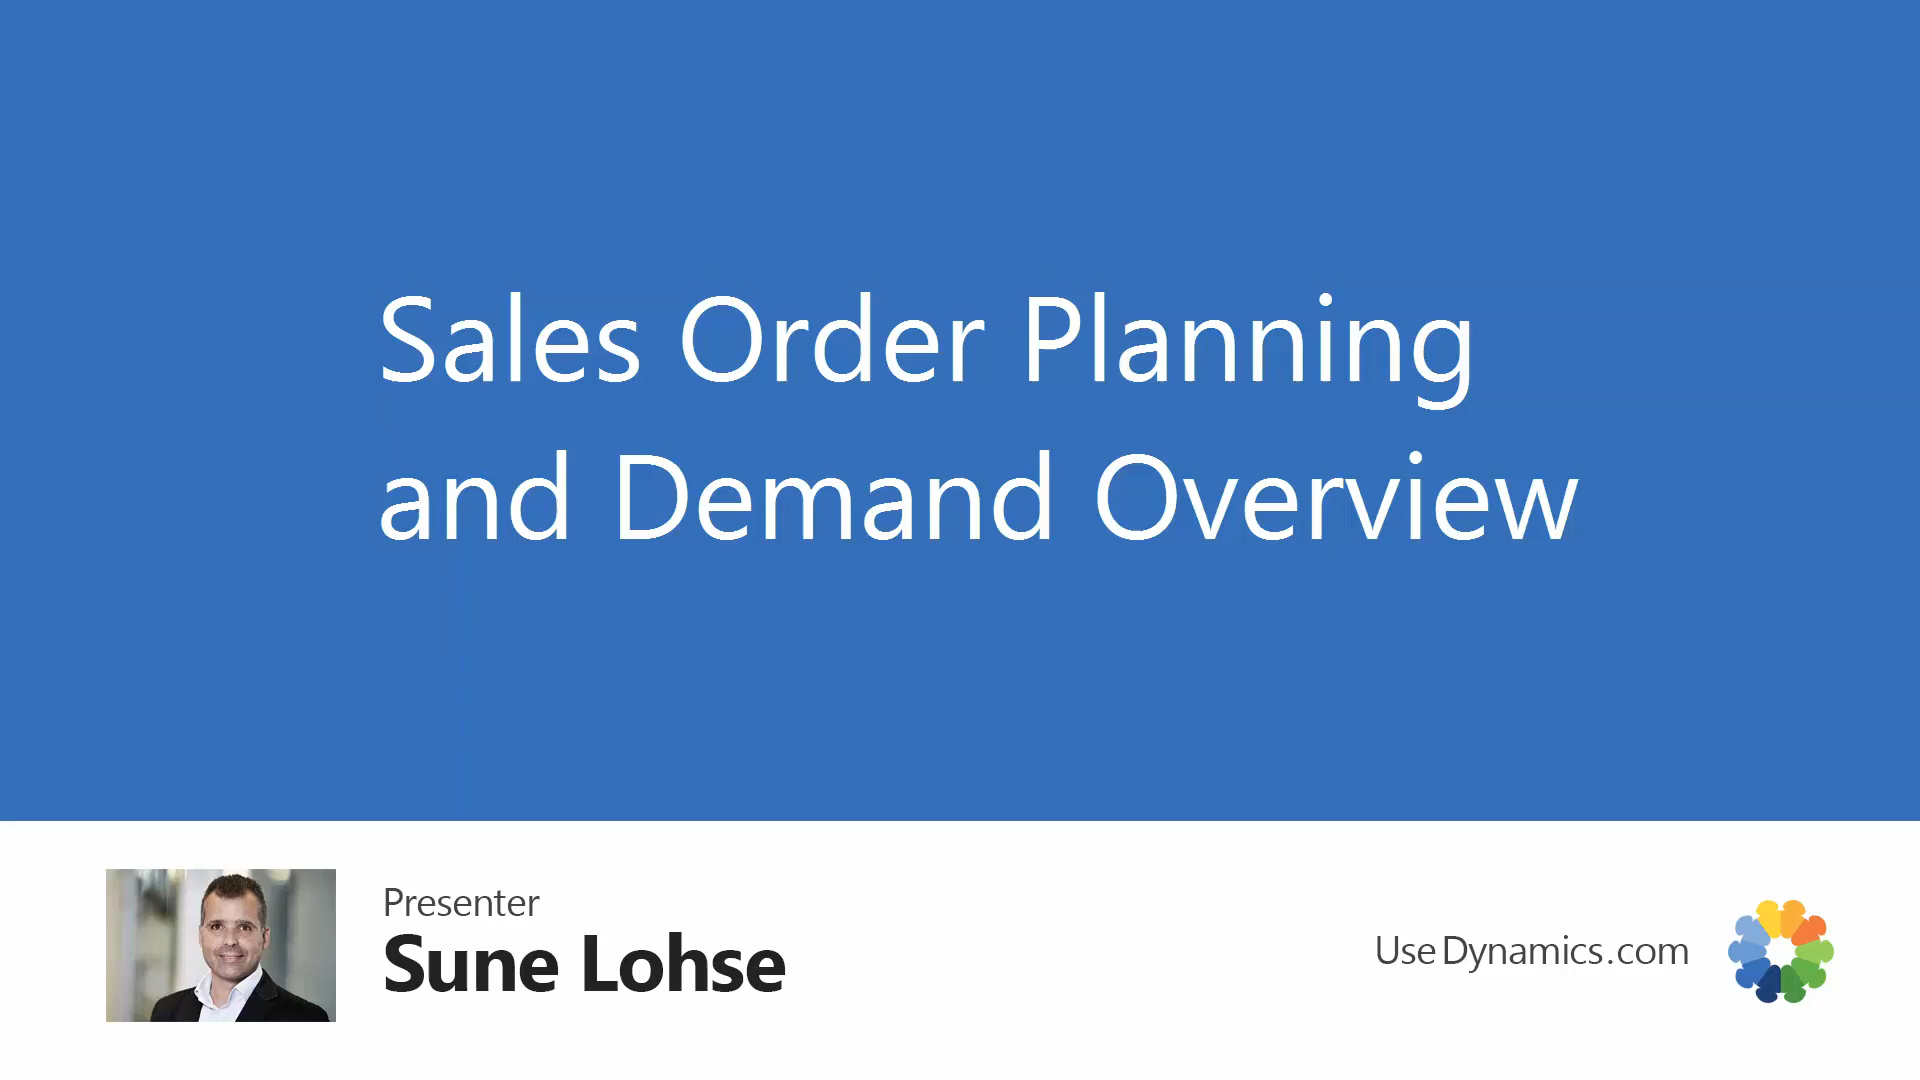 Sales Order Planning
and Demand Overview
Presenter
Sune Lohse
UseDynamics.com